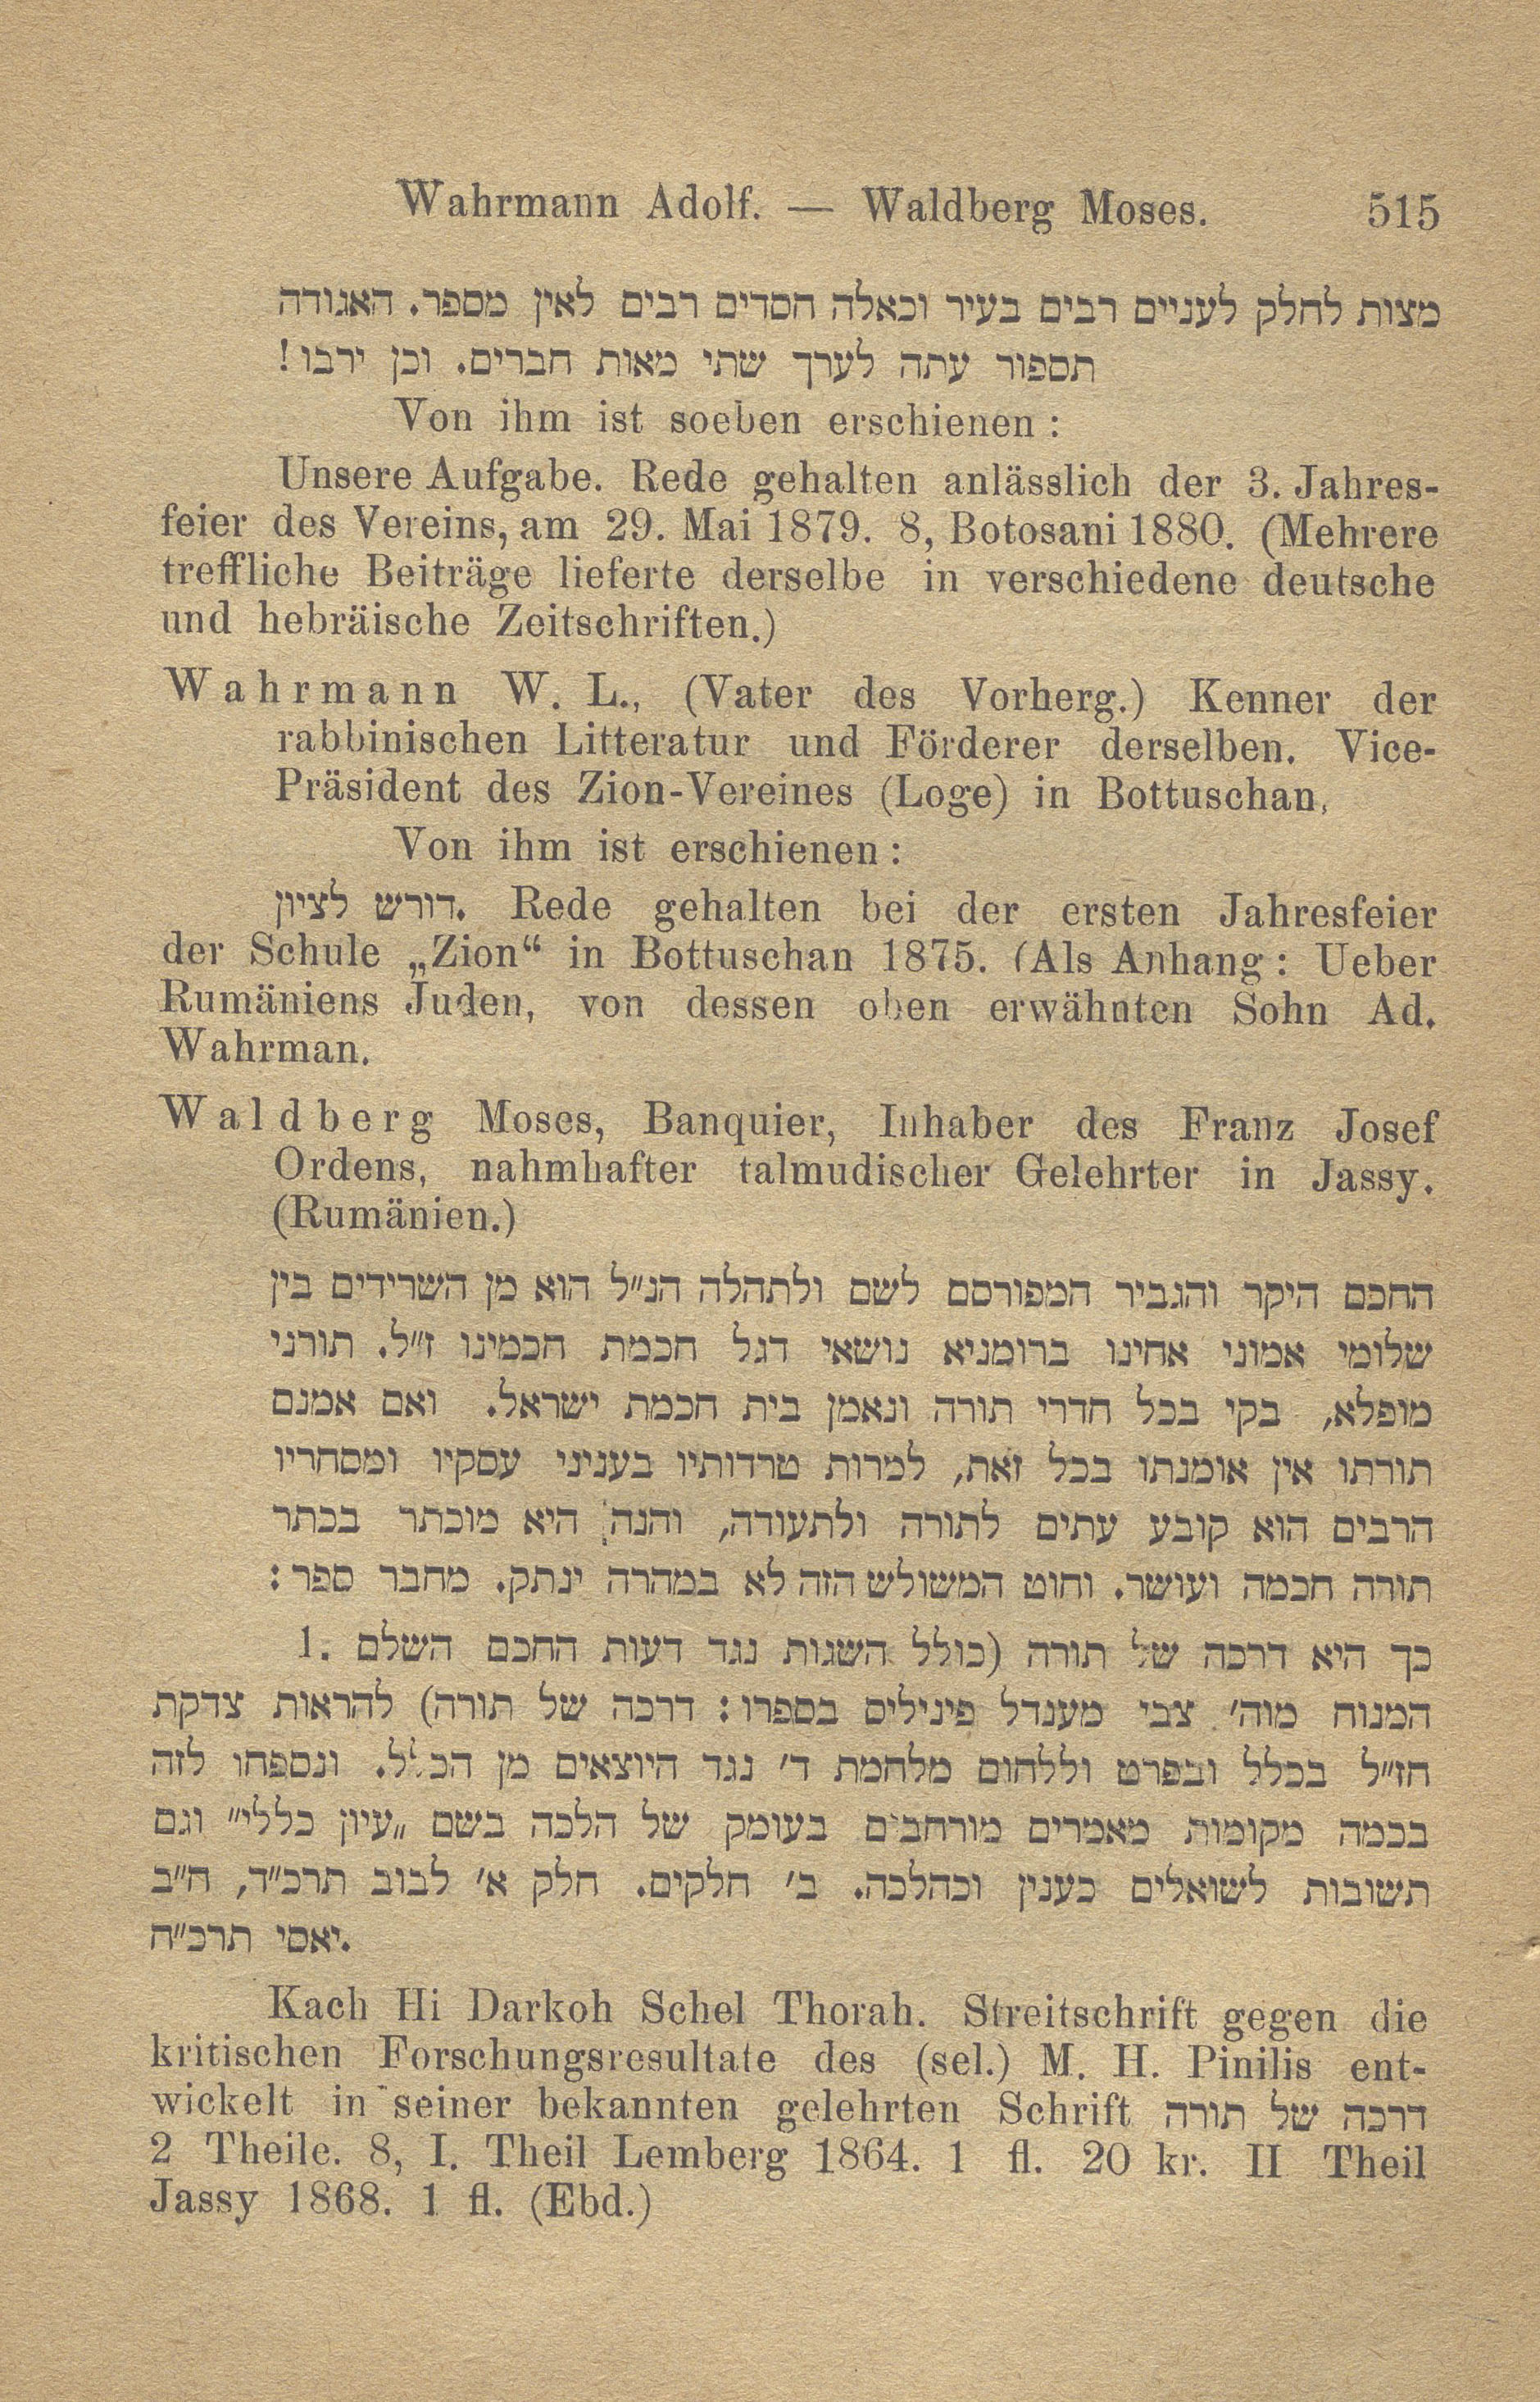 Wahrmann Adolf. — Waldberg Moses. 515
מצות לחלק לעניים רבים בעיר וכאלה חסדים רבים לאין מספר. האגודה
תספור עתה לערך שתי מאות חברים. וכן ירבו!
Von ihm ist soeben erschienen:
Unsere Aufgabe. Rede gehalten anlässlich der 3. Jahres-
feier des Vereins, am 29. Mai 1879. 8, Botosani 1880. (Mehrere
treffliche Beiträge lieferte derselbe in verschiedene deutsche
und hebräische Zeitschriften.)
Wahrmann W. L., (Vater des Vorherg.) Kenner der
rabbinischen Litteratur und Förderer derselben. Vice-
Präsident des Zion-Vereines (Loge) in Bottuschan,
Von ihm ist erschienen:
דורש לציון. Rede gehalten bei der ersten Jahresfeier
der Schule „Zion“ in Bottuschan 1875. (Als Anhang: Ueber
Rumäniens Juden, von dessen oben erwähnten Sohn Ad.
Wahrman.
Waldberg Moses, Banquier, Inhaber des Franz Josef
Ordens, nahmhafter talmudischer Gelehrter in Jassy.
(Rumänien.)
החכם היקר והגביר המפורסם לשם ולתהלה הנ״ל הוא מן השרידים בין
שלומי אמוני אחינו ברומניא נושאי דגל חכמת חכמינו ז״ל. תורני
מופלא, בקי בכל חדרי תורה ונאמן בית חכמת ישראל. ואם אמנם
תורתו אין אומנתו בכל זאת, למרות טרדותיו בעניני עסקיו ומסחריו
הרבים הוא קובע עתים לתורה ולתעודה, והנה היא מוכתר בכתר
תורה חכמה ועושר. וחוט המשולש הזה לא במהרה ינתק. מחבר ספר:
כך היא דרכה של תורה (כולל השגות נגד דעות החכם השלם .1
המנוח מוה׳ צבי מענדל פינילים בספרו: דרכה של תורה) להראות צדקת
חז״ל בכלל ובפרט וללחום מלחמת ד׳ נגד היוצאים מן הכלל. ונספחו לזה
בכמה מקומות מאמרים מורחבים בעומק של הלכה בשם „עיון כללי״ וגם
תשובות לשואלים כענין וכהלכה. ב׳ חלקים. חלק א׳ לבוב תרכ״ד, ח״ב
יאסי תרכ״ח.
Kach Hi Darkoh Schel Thorah. Streitschrift gegen die
kritischen Forschungsresultate des (sel.) M. H. Pinilis ent-
wickelt in seiner bekannten gelehrten Schrift דרכה של תורה
2 Theile. 8, I. Theil Lemberg 1864. 1 fl. 20 kr. II Theil
Jassy 1868. 1 fl. (Ebd.)